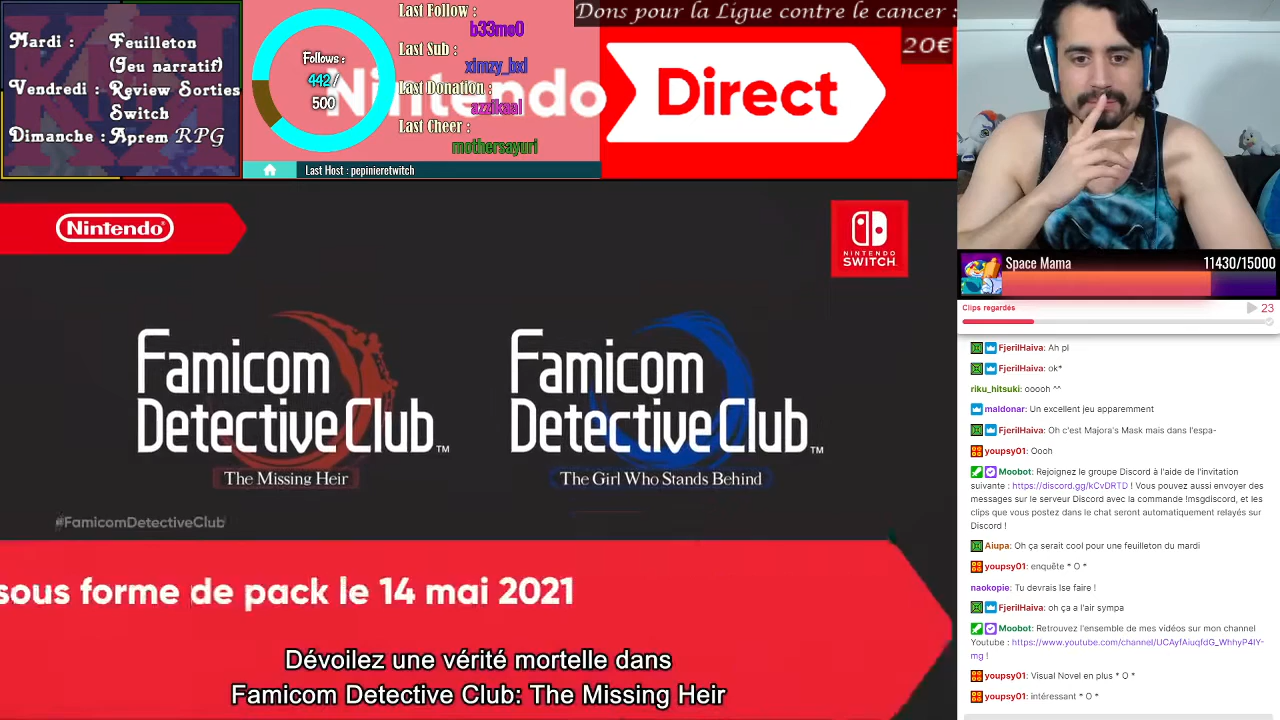 Mardi :
Feuilleton
(Jeu narratif)
Vendredi :
Review Sorties
Switch
Dimanche :
Aprem RPG
Follows :
442 /
500
Last Follow :
b33me0
Last Sub :
ximzy_bxl
Last Donation :
azzikaal
Last Cheer :
mothersayuri
Last Host : pepinieretwitch
Nintendo
Direct
Dons pour la Ligue contre le cancer :
20€
Nintendo
NINTENDO
SWITCH
Famicom
Detective Club™
The Missing Heir
Famicom
Detective Club™
The Girl Who Stands Behind
#FamicomDetectiveClub
sous forme de pack le 14 mai 2021
Dévoilez une vérité mortelle dans
Famicom Detective Club: The Missing Heir
Space Mama
11430/15000
Clips regardés
23
FjerilHaiva: Ah pl
FjerilHaiva: ok*
riku_hitsuki: ooooh ^^
maldonar: Un excellent jeu apparemment
FjerilHaiva: Oh c'est Majora's Mask mais dans l'espa-
youpsy01: Oooh
Moobot: Rejoignez le groupe Discord à l'aide de l'invitation
suivante : https://discord.gg/kCvDRTD ! Vous pouvez aussi envoyer des
messages sur le serveur Discord avec la commande !msgdiscord, et les
clips que vous postez dans le chat seront automatiquement relayés sur
Discord !
Aiupa: Oh ça serait cool pour une feuilleton du mardi
youpsy01: enquête * O *
naokopie: Tu devrais lse faire !
FjerilHaiva: oh ça a l'air sympa
Moobot: Retrouvez l'ensemble de mes vidéos sur mon channel
Youtube : https://www.youtube.com/channel/UCAyfAiuqfdG_WhhyP4IY-
mg !
youpsy01: Visual Novel en plus * O *
youpsy01: intéressant * O *